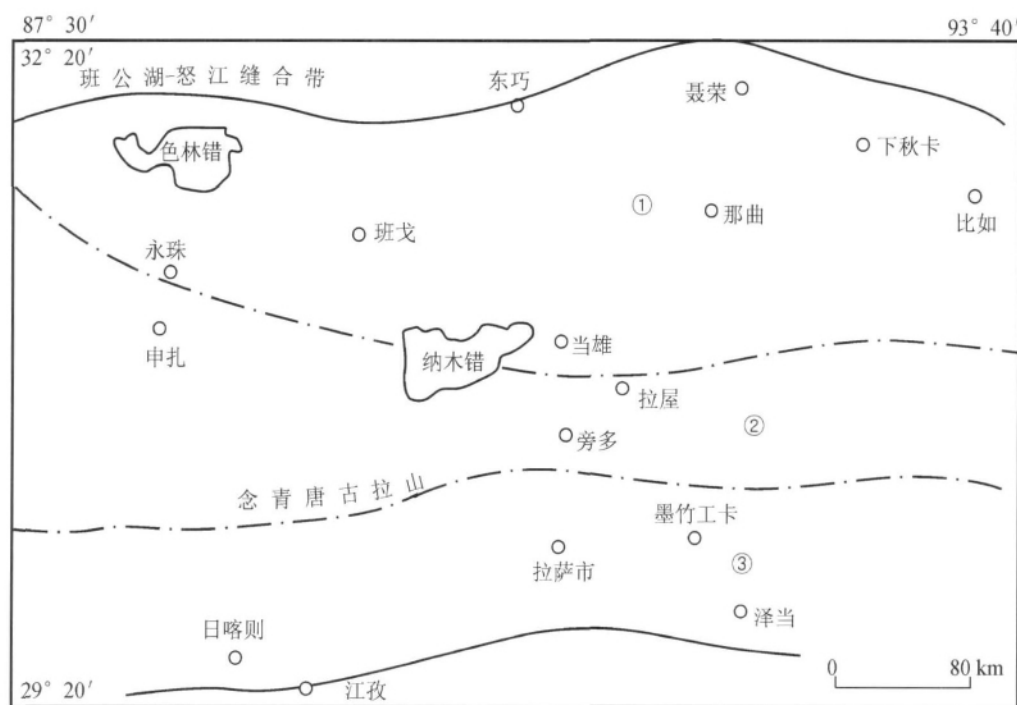 87° 30′
93° 40′
32° 20′
班公湖-怒江缝合带
东巧
聂荣
色林错
下秋卡
①
那曲
班戈
比如
永珠
申扎
当雄
纳木错
拉屋
②
旁多
念青唐古拉山
墨竹工卡
拉萨市
③
泽当
日喀则
0 80 km
29° 20′
江孜